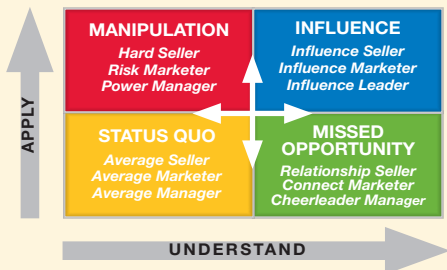 MANIPULATION
Hard Seller
Risk Marketer
Power Manager
INFLUENCE
Influence Seller
Influence Marketer
Influence Leader
APPLY
STATUS QUO
Average Seller
Average Marketer
Average Manager
MISSED
OPPORTUNITY
Relationship Seller
Connect Marketer
Cheerleader Manager
UNDERSTAND